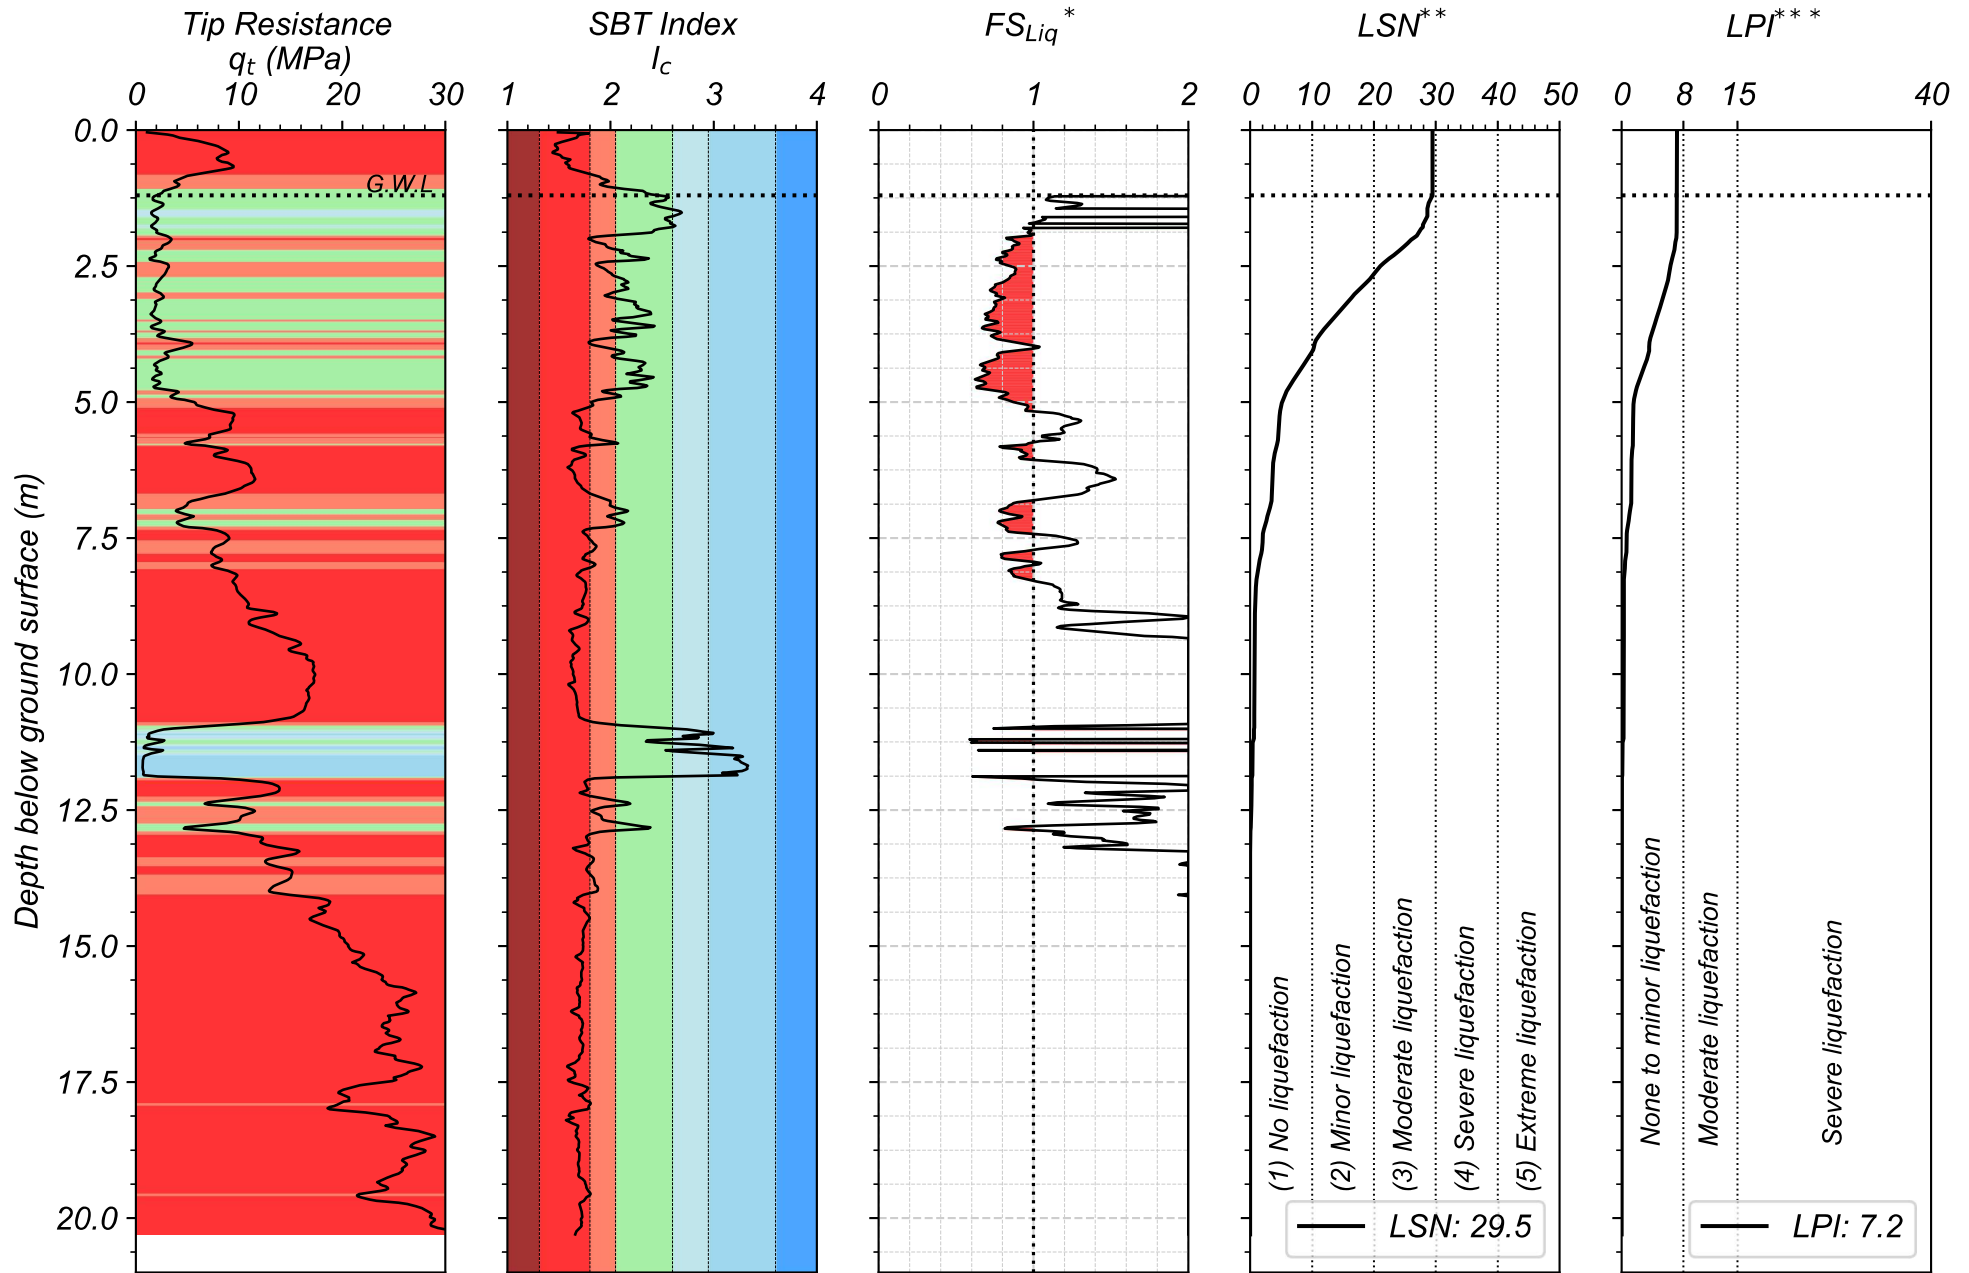 Tip Resistance
qt (MPa)
0 10 20 30
SBT Index
Ic
1 2 3 4
FSLiq*
0 1 2
LSN**
0 10 20 30 40 50
LPI***
0 8 15 40
Depth below ground surface (m)
0.0
2.5
5.0
7.5
10.0
12.5
15.0
17.5
20.0
G.W.L
(1) No liquefaction
(2) Minor liquefaction
(3) Moderate liquefaction
(4) Severe liquefaction
(5) Extreme liquefaction
LSN: 29.5
None to minor liquefaction
Moderate liquefaction
Severe liquefaction
LPI: 7.2